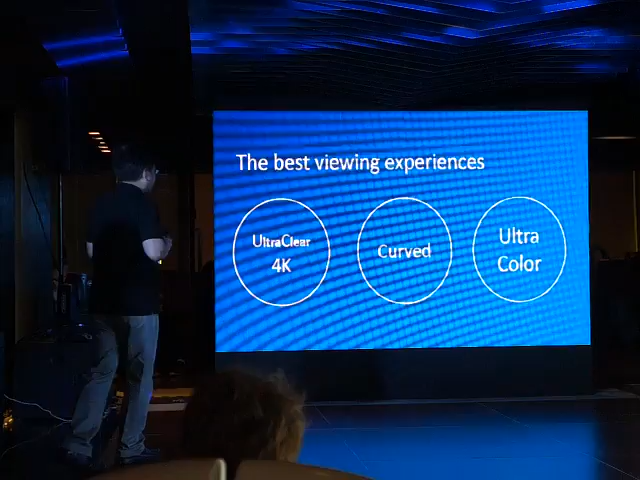 The best viewing experiences
UltraClear
4K
Curved
Ultra
Color